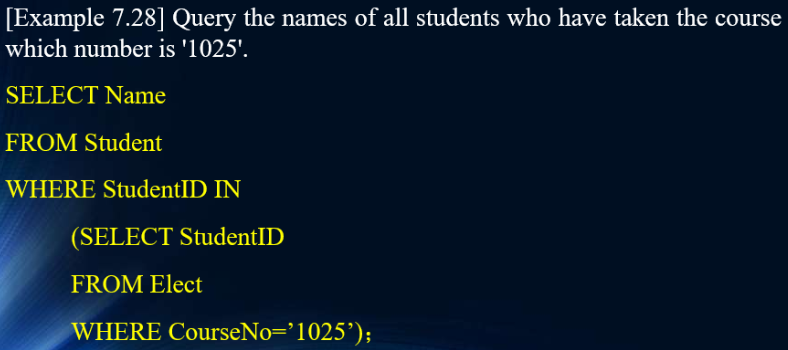 [Example 7.28] Query the names of all students who have taken the course
which number is '1025'.
SELECT Name
FROM Student
WHERE StudentID IN
(SELECT StudentID
FROM Elect
WHERE CourseNo=’1025’)；